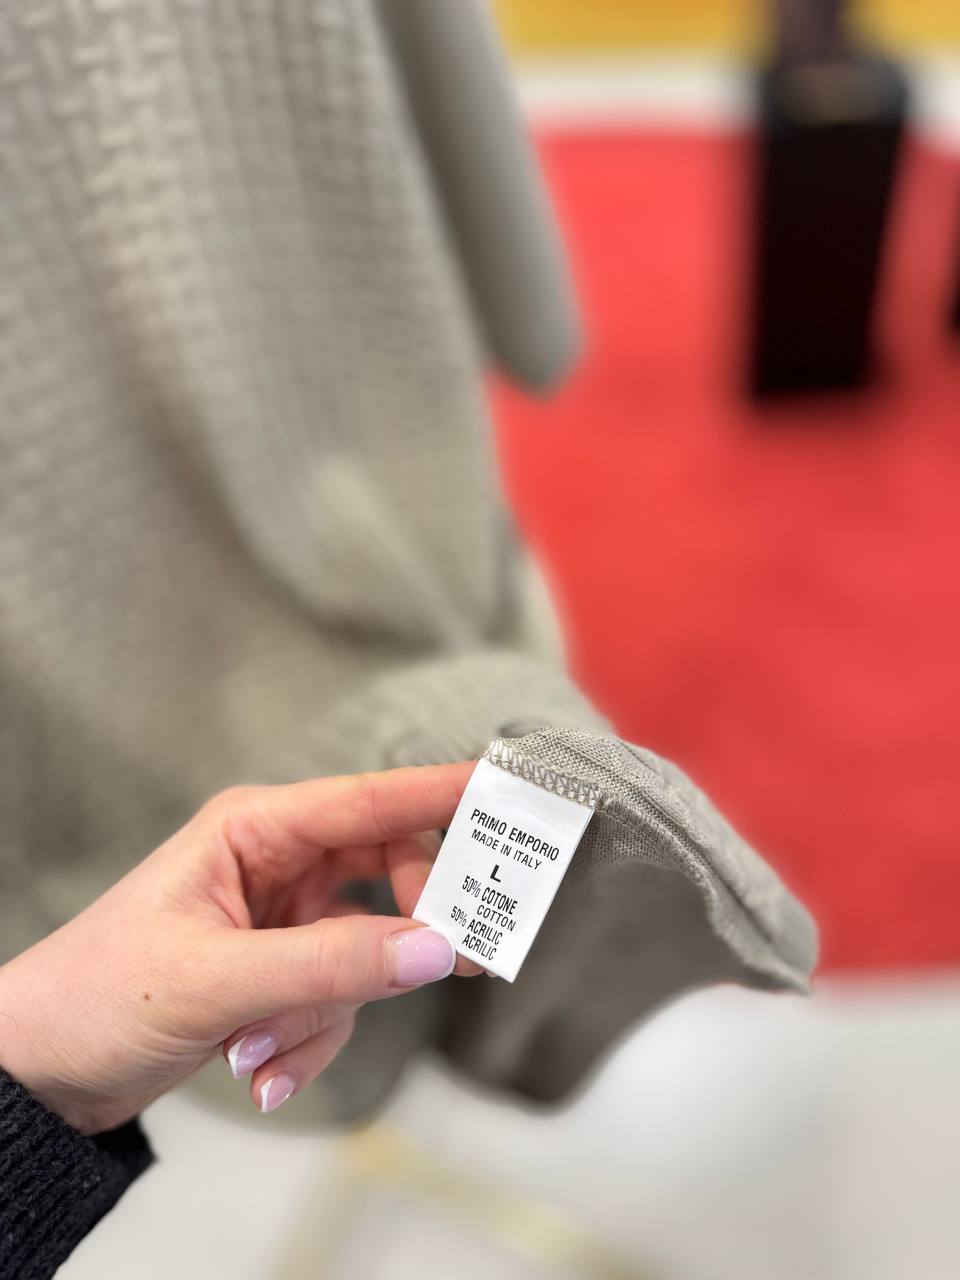 PRIMO EMPORIO
MADE IN ITALY
L
50% COTONE
COTTON
50% ACRILIC
ACRILIC